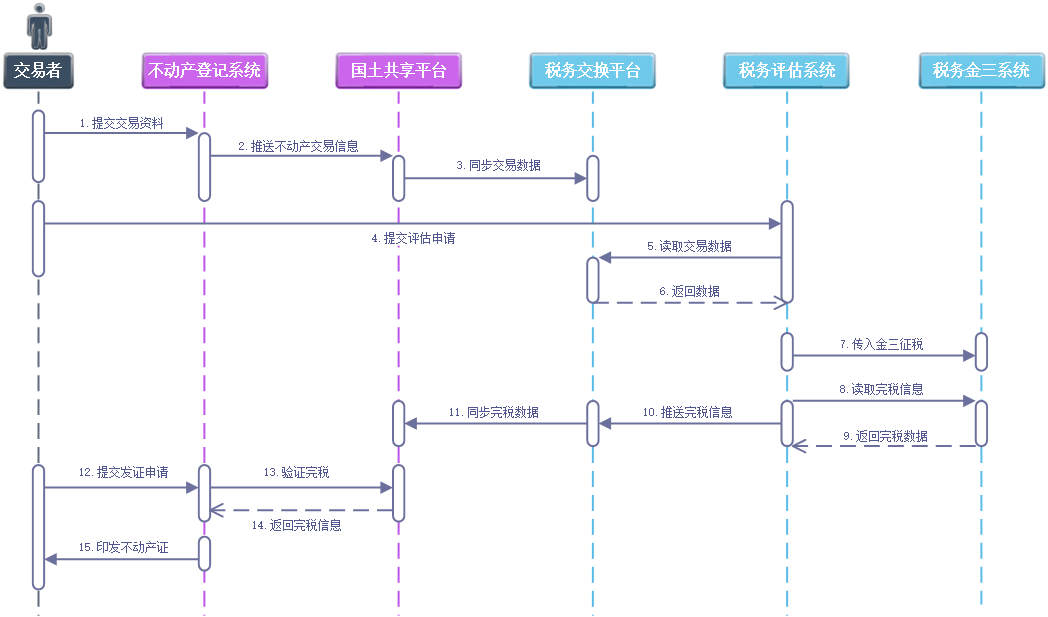 交易者
不动产登记系统
国土共享平台
税务交换平台
税务评估系统
税务金三系统
1.提交交易资料
2.推送不动产交易信息
3.同步交易数据
4.提交评估申请
5.读取交易数据
6.返回数据
7.传入金三征税
8.读取完税信息
11.同步完税数据
10.推送完税信息
9.返回完税数据
12.提交发证申请
13.验证完税
14.返回完税信息
15.印发不动产证